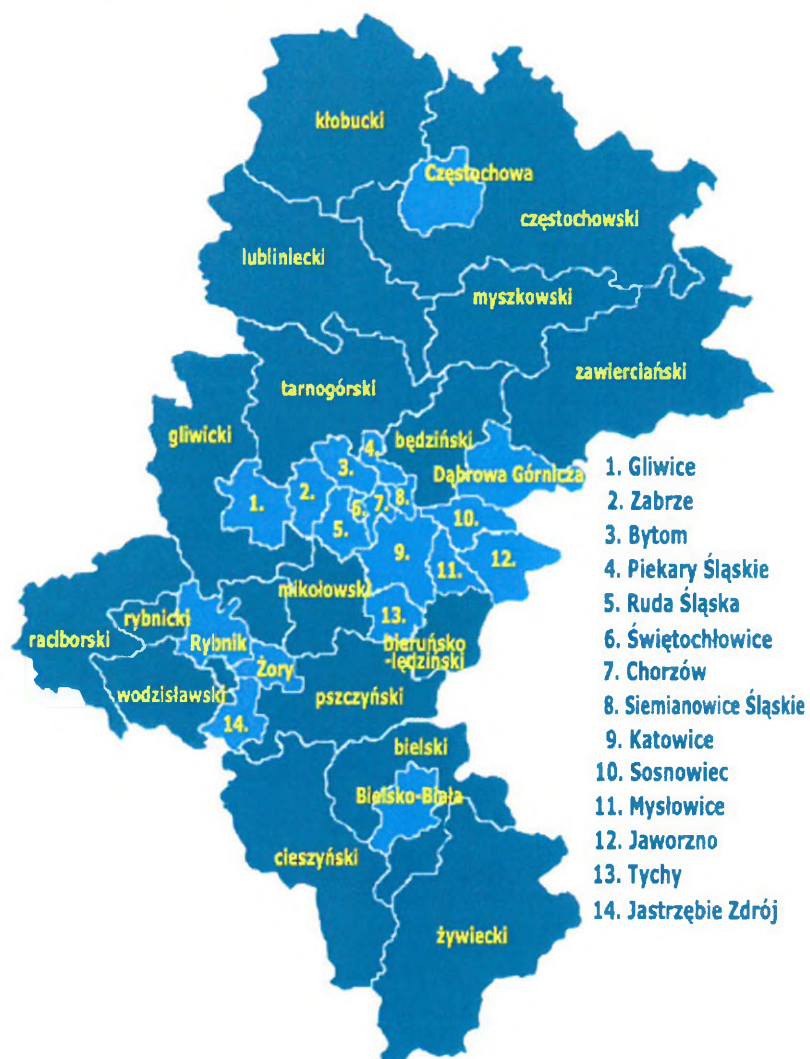 kłobucki
Częstochowa
częstochowski
lubliniecki
myszkowski
zawierciański
tarnogórski
gliwicki
będziński
Dąbrowa Górnicza
4.
3.
2.
1.
8.
7.
6.
5.
10.
9.
11.
12.
mikołowski
13.
rybnicki
raciborski
Rybnik
bieruńsko
-lędziński
Żory
wodzisławski
pszczyński
14.
bielski
Bielsko-Biała
cieszyński
żywiecki
1. Gliwice
2. Zabrze
3. Bytom
4. Piekary Śląskie
5. Ruda Śląska
6. Świętochłowice
7. Chorzów
8. Siemianowice Śląskie
9. Katowice
10. Sosnowiec
11. Mysłowice
12. Jaworzno
13. Tychy
14. Jastrzębie Zdrój